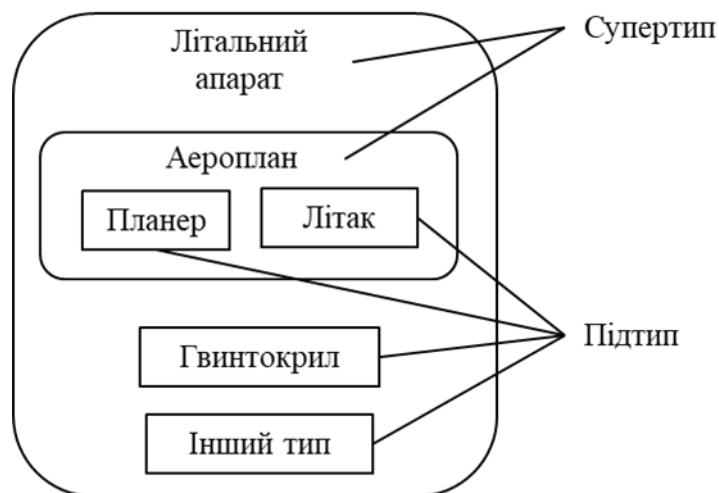 Літальний
апарат
Супертип
Аероплан
Планер
Літак
Гвинтокрил
Підтип
Інший тип